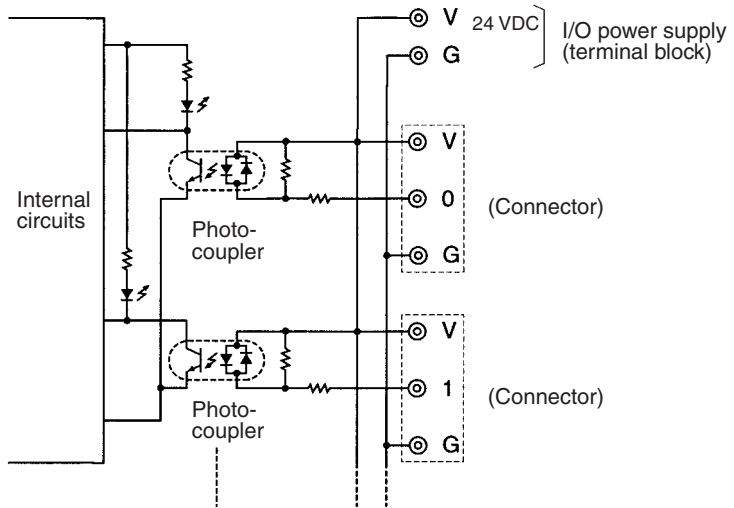 V 24 VDC
I/O power supply
(terminal block)
G
V
Internal
circuits
0
(Connector)
Photo-
coupler
G
V
1
(Connector)
Photo-
coupler
G